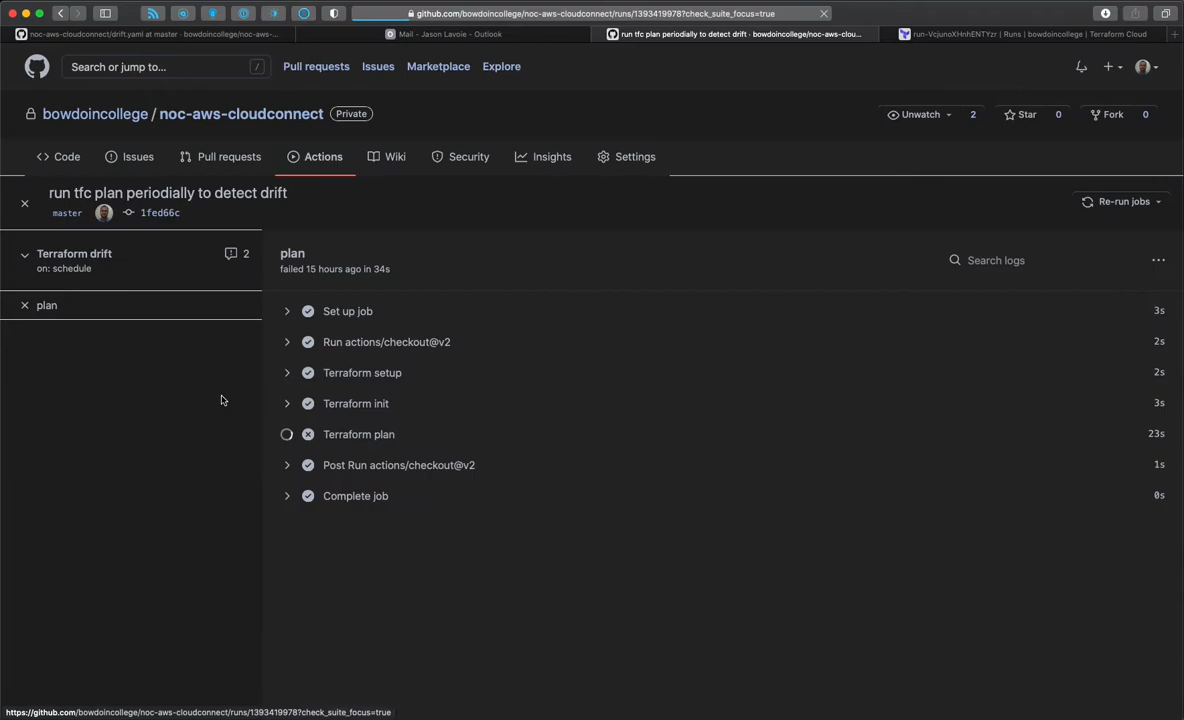 github.com/bowdoincollege/noc-aws-cloudconnect/runs/1393419978?check_suite_focus=true
noc-aws-cloudconnect/drift.yaml at master · bowdoincollege/noc-aws-...
Mail - Jason Lavoie - Outlook
run tfc plan periodially to detect drift · bowdoincollege/noc-aws-clou...
run-VcjunoXHnhENTYzr | Runs | bowdoincollege | Terraform Cloud
Search or jump to...
/
Pull requests
Issues
Marketplace
Explore
bowdoincollege / noc-aws-cloudconnect
Private
Unwatch
2
Star
0
Fork
0
Code
Issues
Pull requests
Actions
Wiki
Security
Insights
Settings
run tfc plan periodially to detect drift
master
1fed66c
Re-run jobs
Terraform drift
2
on: schedule
plan
plan
failed 15 hours ago in 34s
Search logs
Set up job
3s
Run actions/checkout@v2
2s
Terraform setup
2s
Terraform init
3s
Terraform plan
23s
Post Run actions/checkout@v2
1s
Complete job
0s
https://github.com/bowdoincollege/noc-aws-cloudconnect/runs/1393419978?check_suite_focus=true